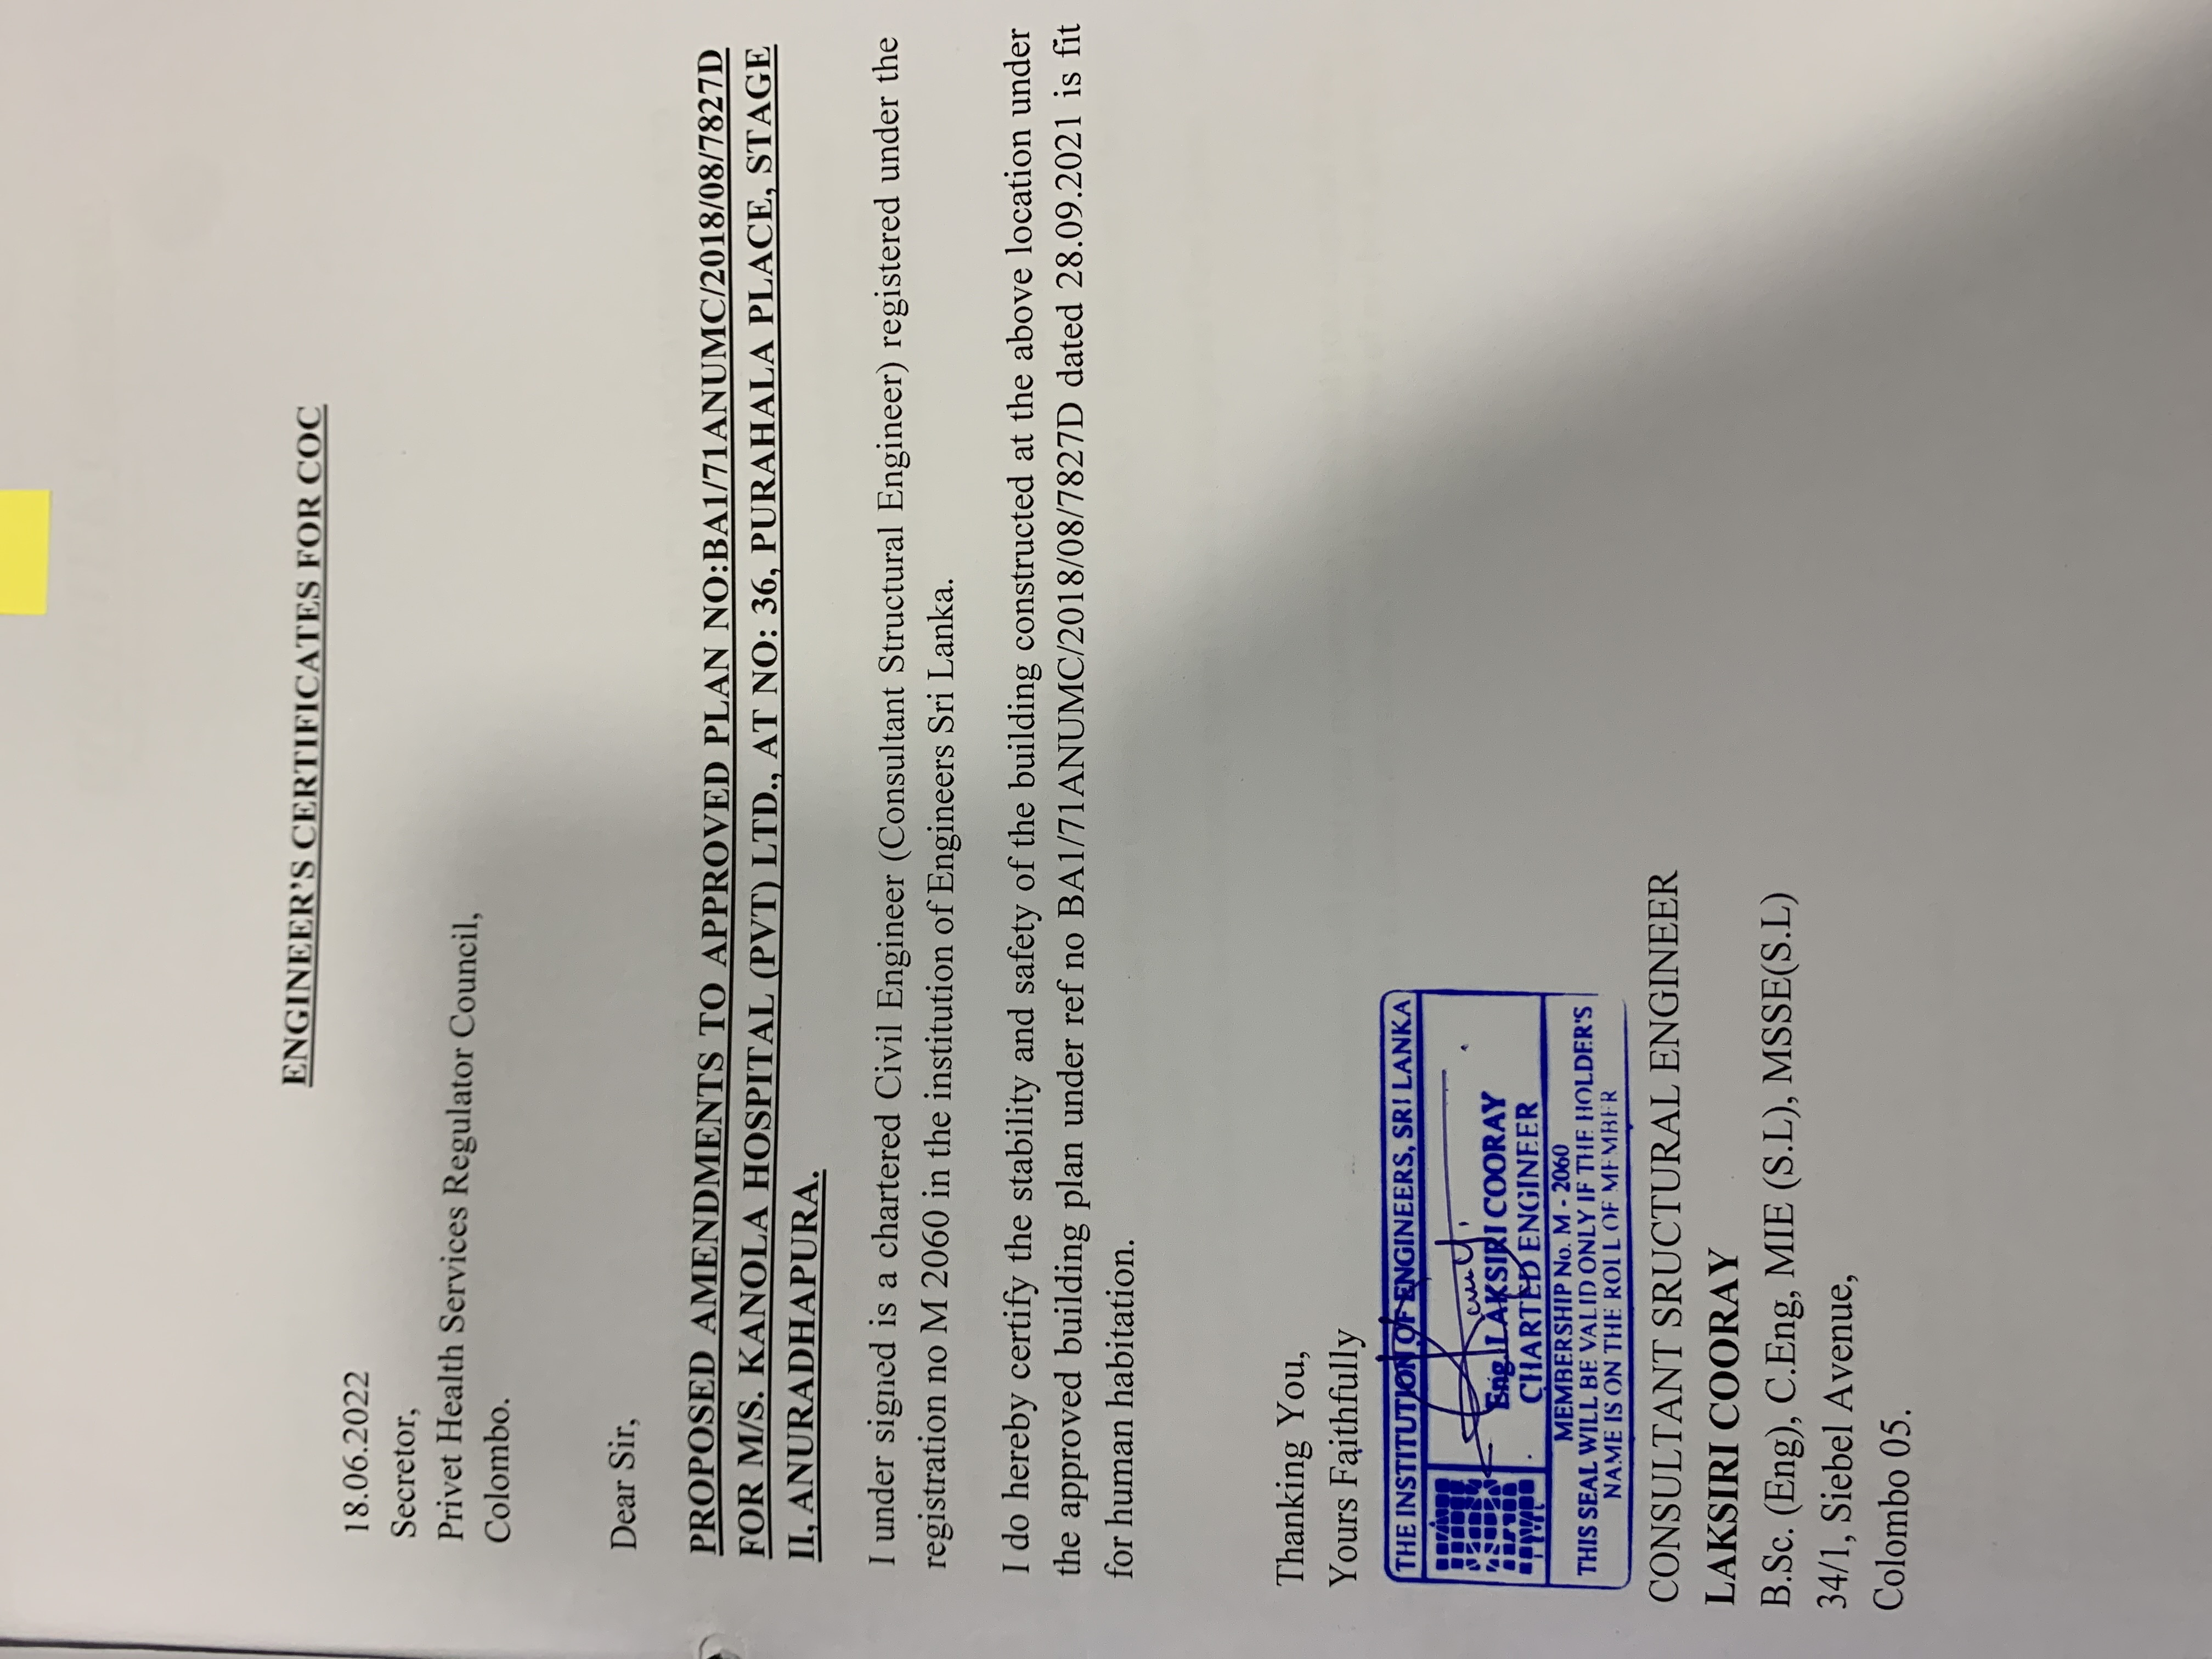 ENGINEER'S CERTIFICATES FOR COC
18.06.2022
Secretor,
Privet Health Services Regulator Council,
Colombo.
Dear Sir,
PROPOSED AMENDMENTS TO APPROVED PLAN NO:BA1/71ANUMC/2018/08/7827D
FOR M/S. KANOLA HOSPITAL (PVT) LTD., AT NO: 36, PURAHALA PLACE, STAGE
II, ANURADHAPURA.
I under signed is a chartered Civil Engineer (Consultant Structural Engineer) registered under the
registration no M 2060 in the institution of Engineers Sri Lanka.
I do hereby certify the stability and safety of the building constructed at the above location under
the approved building plan under ref no BA1/71ANUMC/2018/08/7827D dated 28.09.2021 is fit
for human habitation.
Thanking You,
Yours Faithfully
THE INSTITUTION OF ENGINEERS, SRI LANKA
Eng. LAKSIRI COORAY
CHARTED ENGINEER
MEMBERSHIP No. M - 2060
THIS SEAL WILL BE VALID ONLY IF THE HOLDER'S
NAME IS ON THE ROLL OF MEMBER
CONSULTANT SRUCTURAL ENGINEER
LAKSIRI COORAY
B.Sc. (Eng), C.Eng, MIE (S.L), MSSE(S.L)
34/1, Siebel Avenue,
Colombo 05.